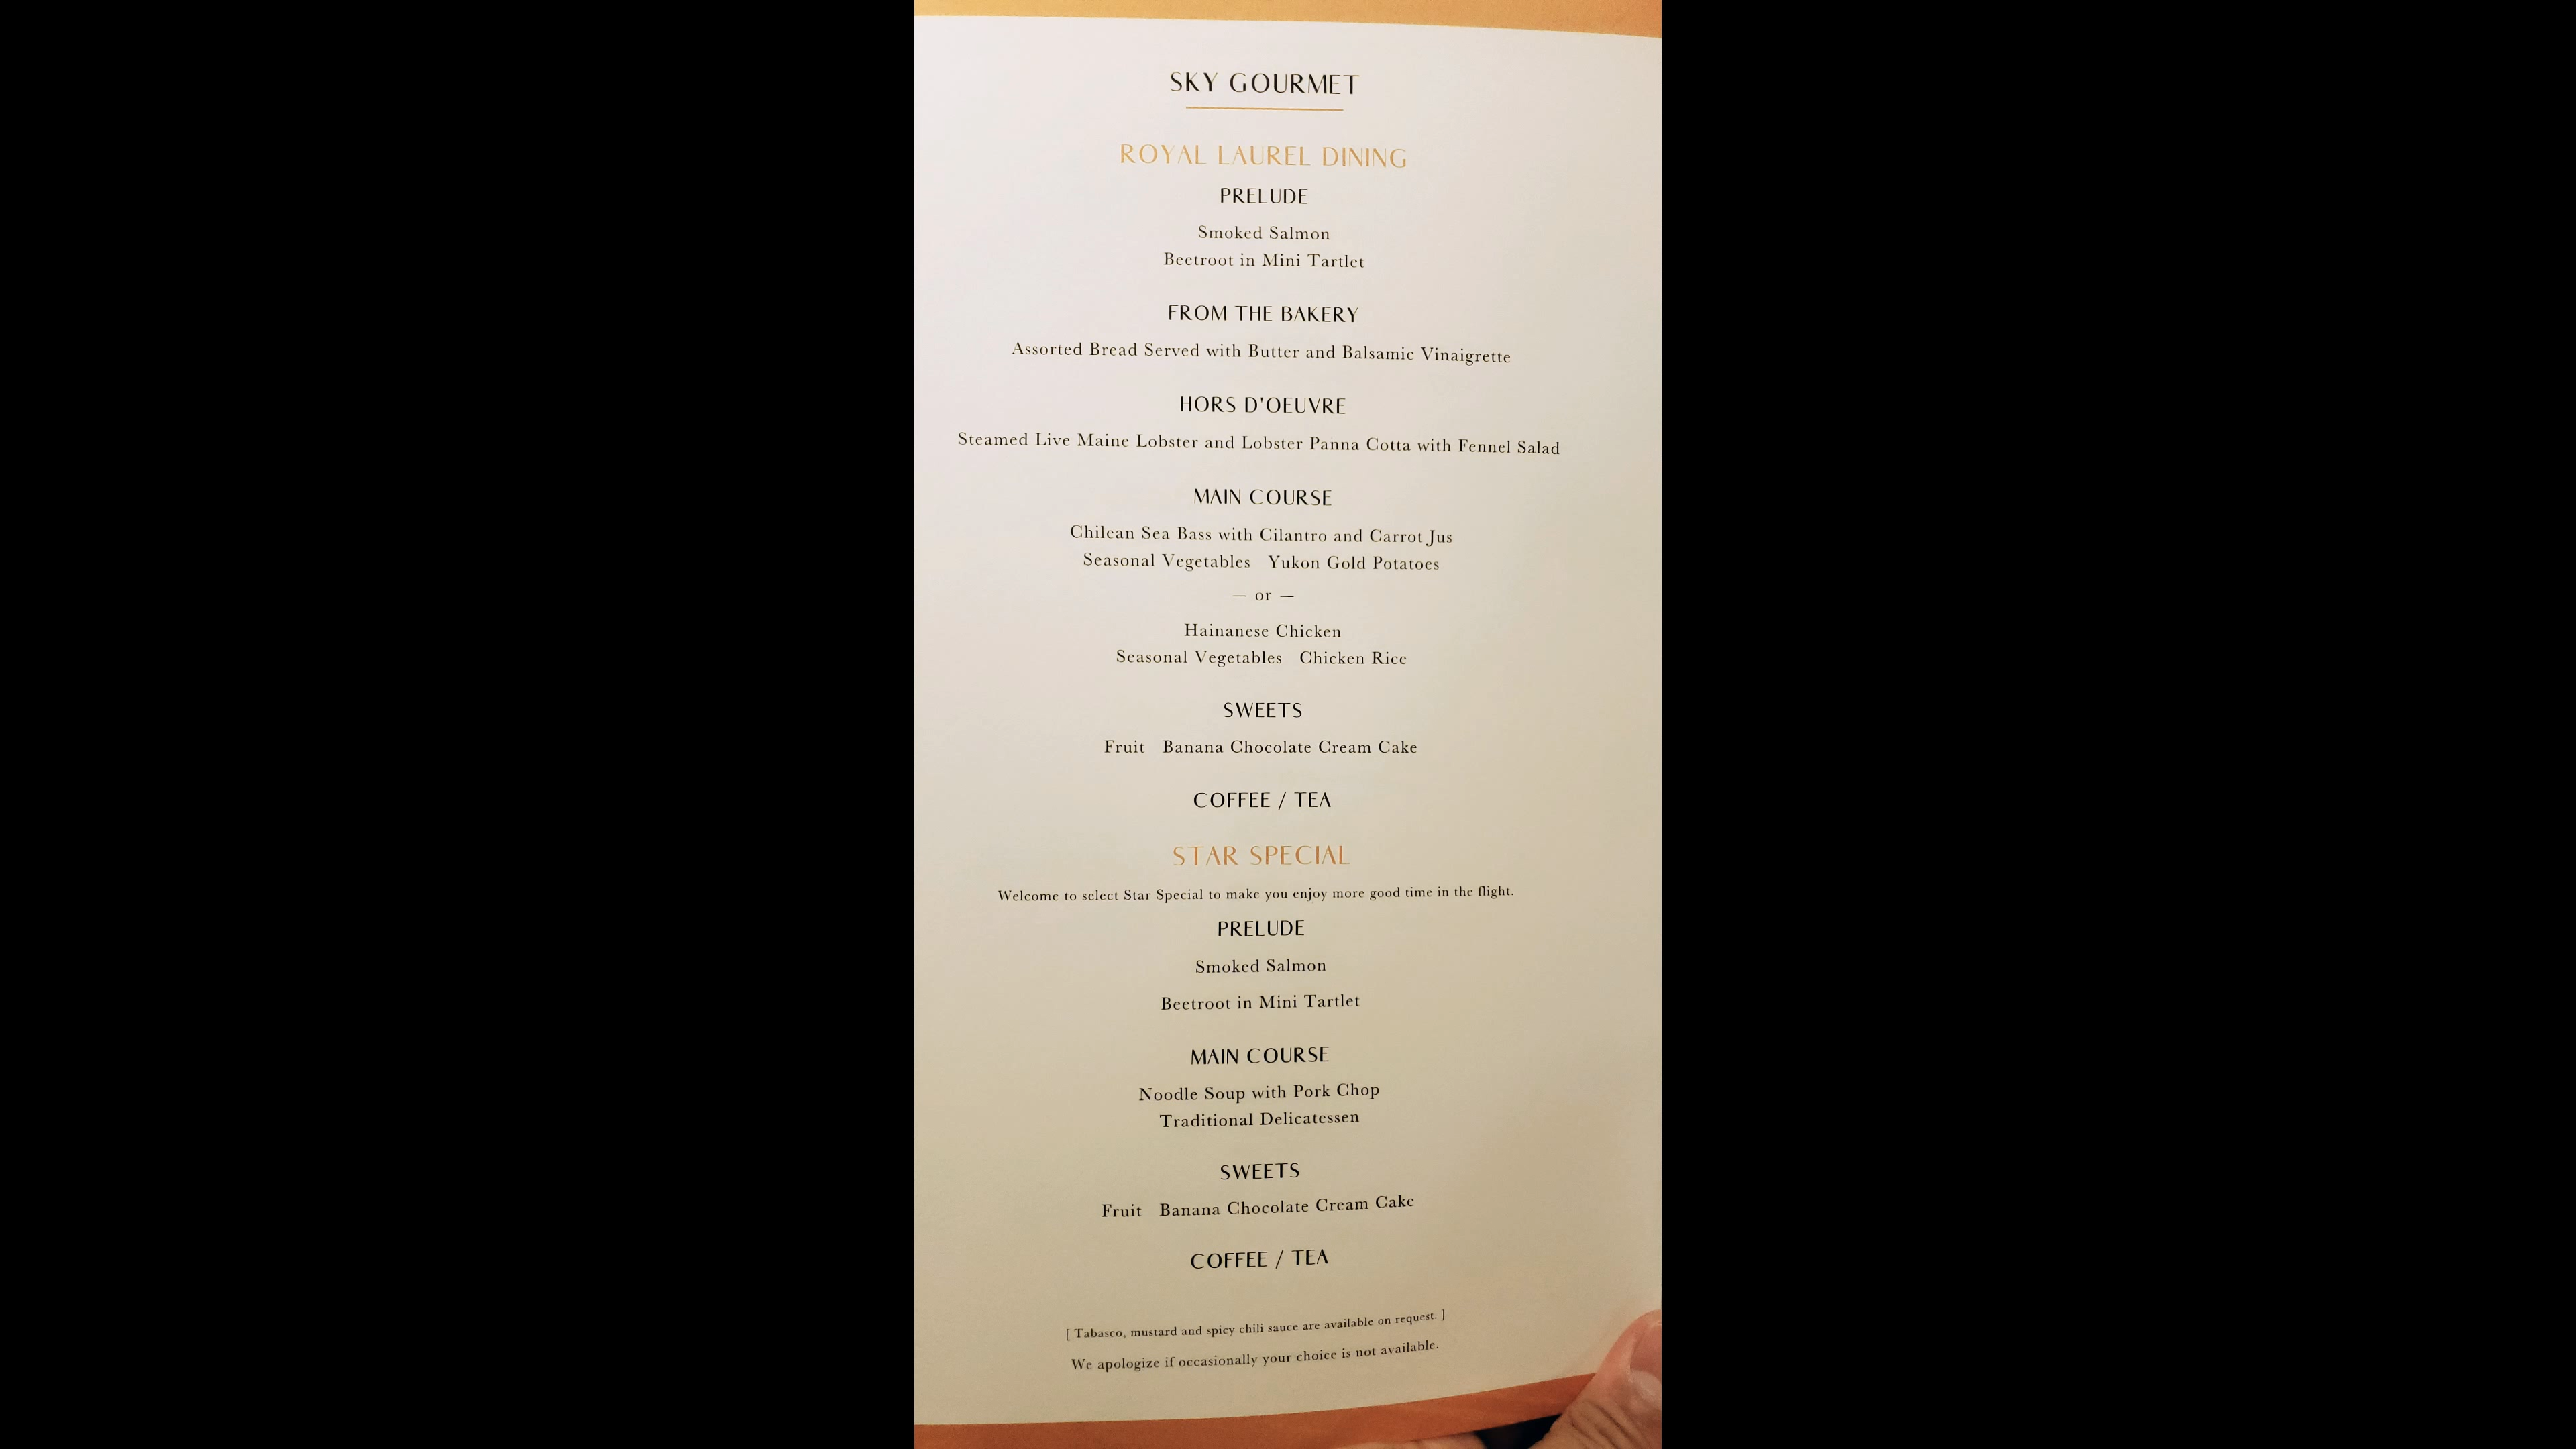 SKY GOURMET
ROYAL LAUREL DINING
PRELUDE
Smoked Salmon
Beetroot in Mini Tartlet
FROM THE BAKERY
Assorted Bread Served with Butter and Balsamic Vinaigrette
HORS D'OEUVRE
Steamed Live Maine Lobster and Lobster Panna Cotta with Fennel Salad
MAIN COURSE
Chilean Sea Bass with Cilantro and Carrot Jus
Seasonal Vegetables Yukon Gold Potatoes
— or —
Hainanese Chicken
Seasonal Vegetables Chicken Rice
SWEETS
Fruit Banana Chocolate Cream Cake
COFFEE / TEA
STAR SPECIAL
Welcome to select Star Special to make you enjoy more good time in the flight.
PRELUDE
Smoked Salmon
Beetroot in Mini Tartlet
MAIN COURSE
Noodle Soup with Pork Chop
Traditional Delicatessen
SWEETS
Fruit Banana Chocolate Cream Cake
COFFEE / TEA
[ Tabasco, mustard and spicy chili sauce are available on request. ]
We apologize if occasionally your choice is not available.